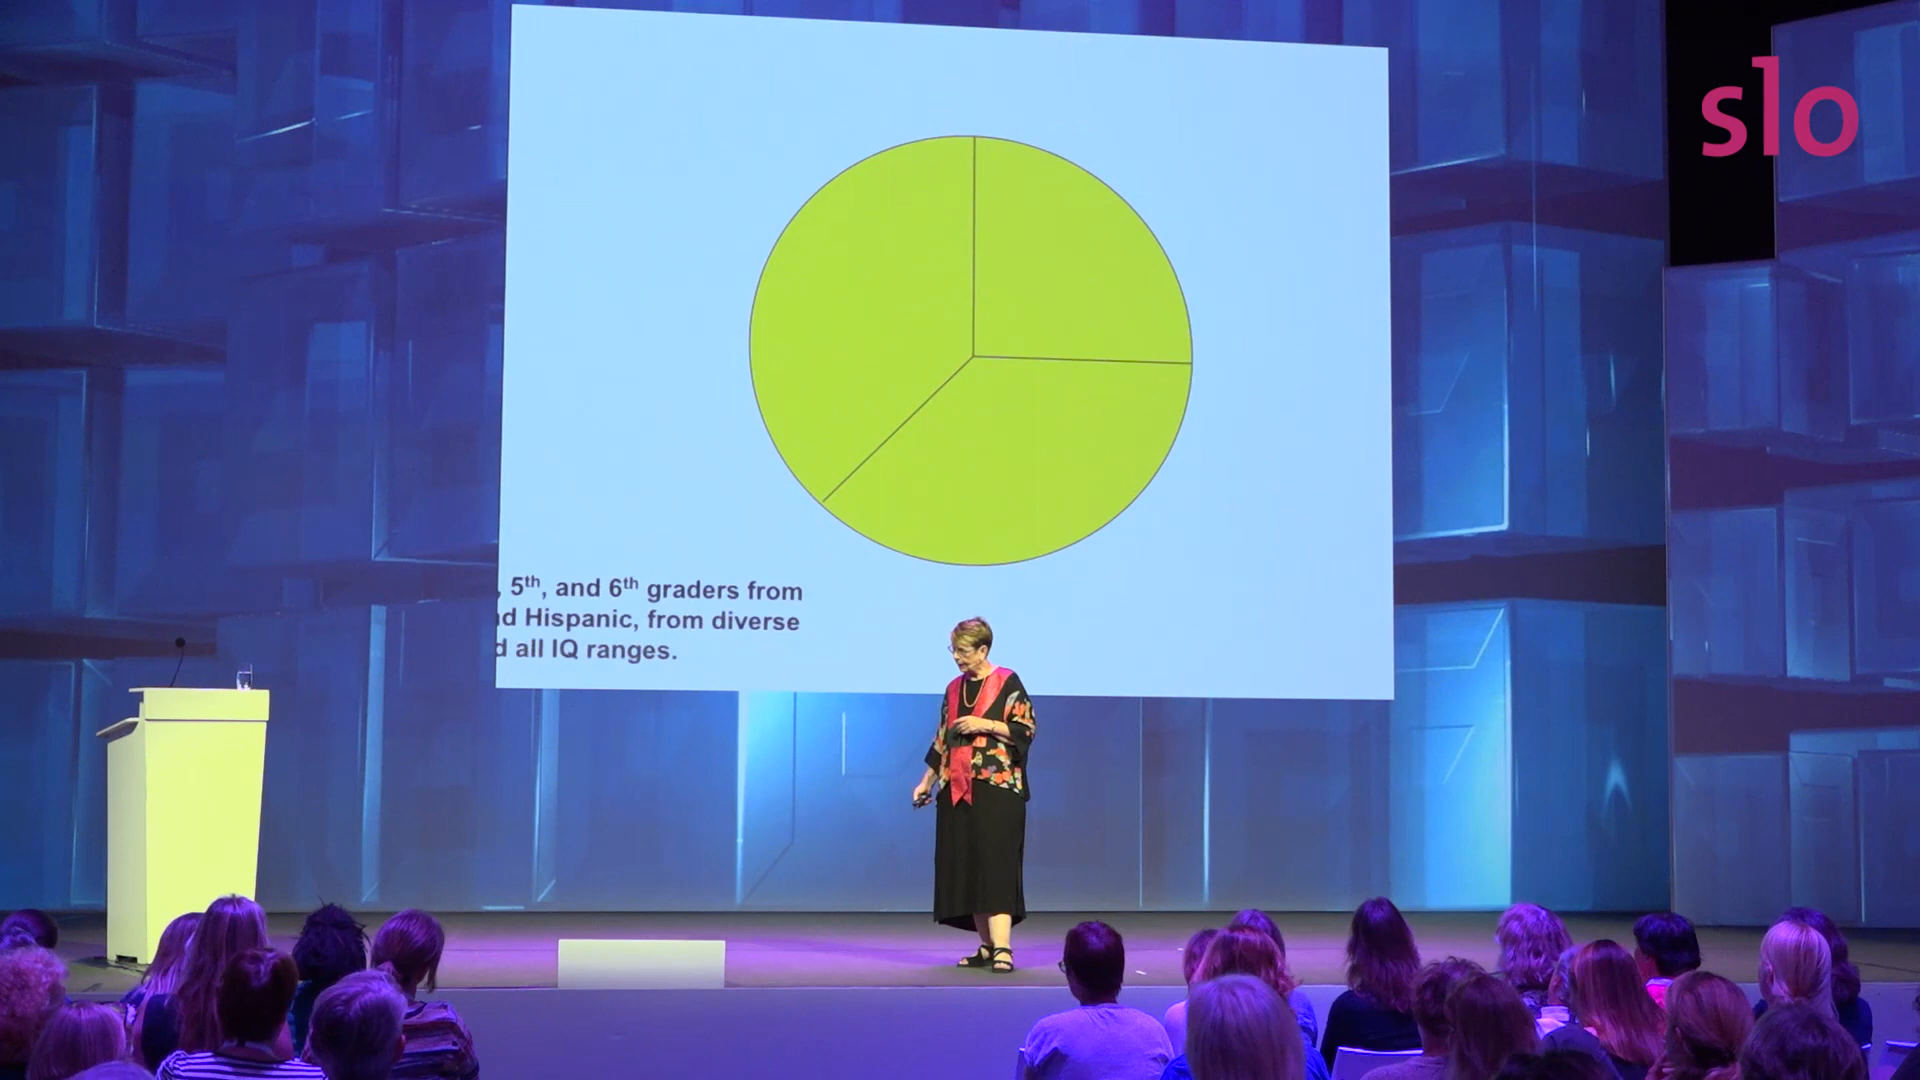 slo
, 5th, and 6th graders from
d Hispanic, from diverse
d all IQ ranges.